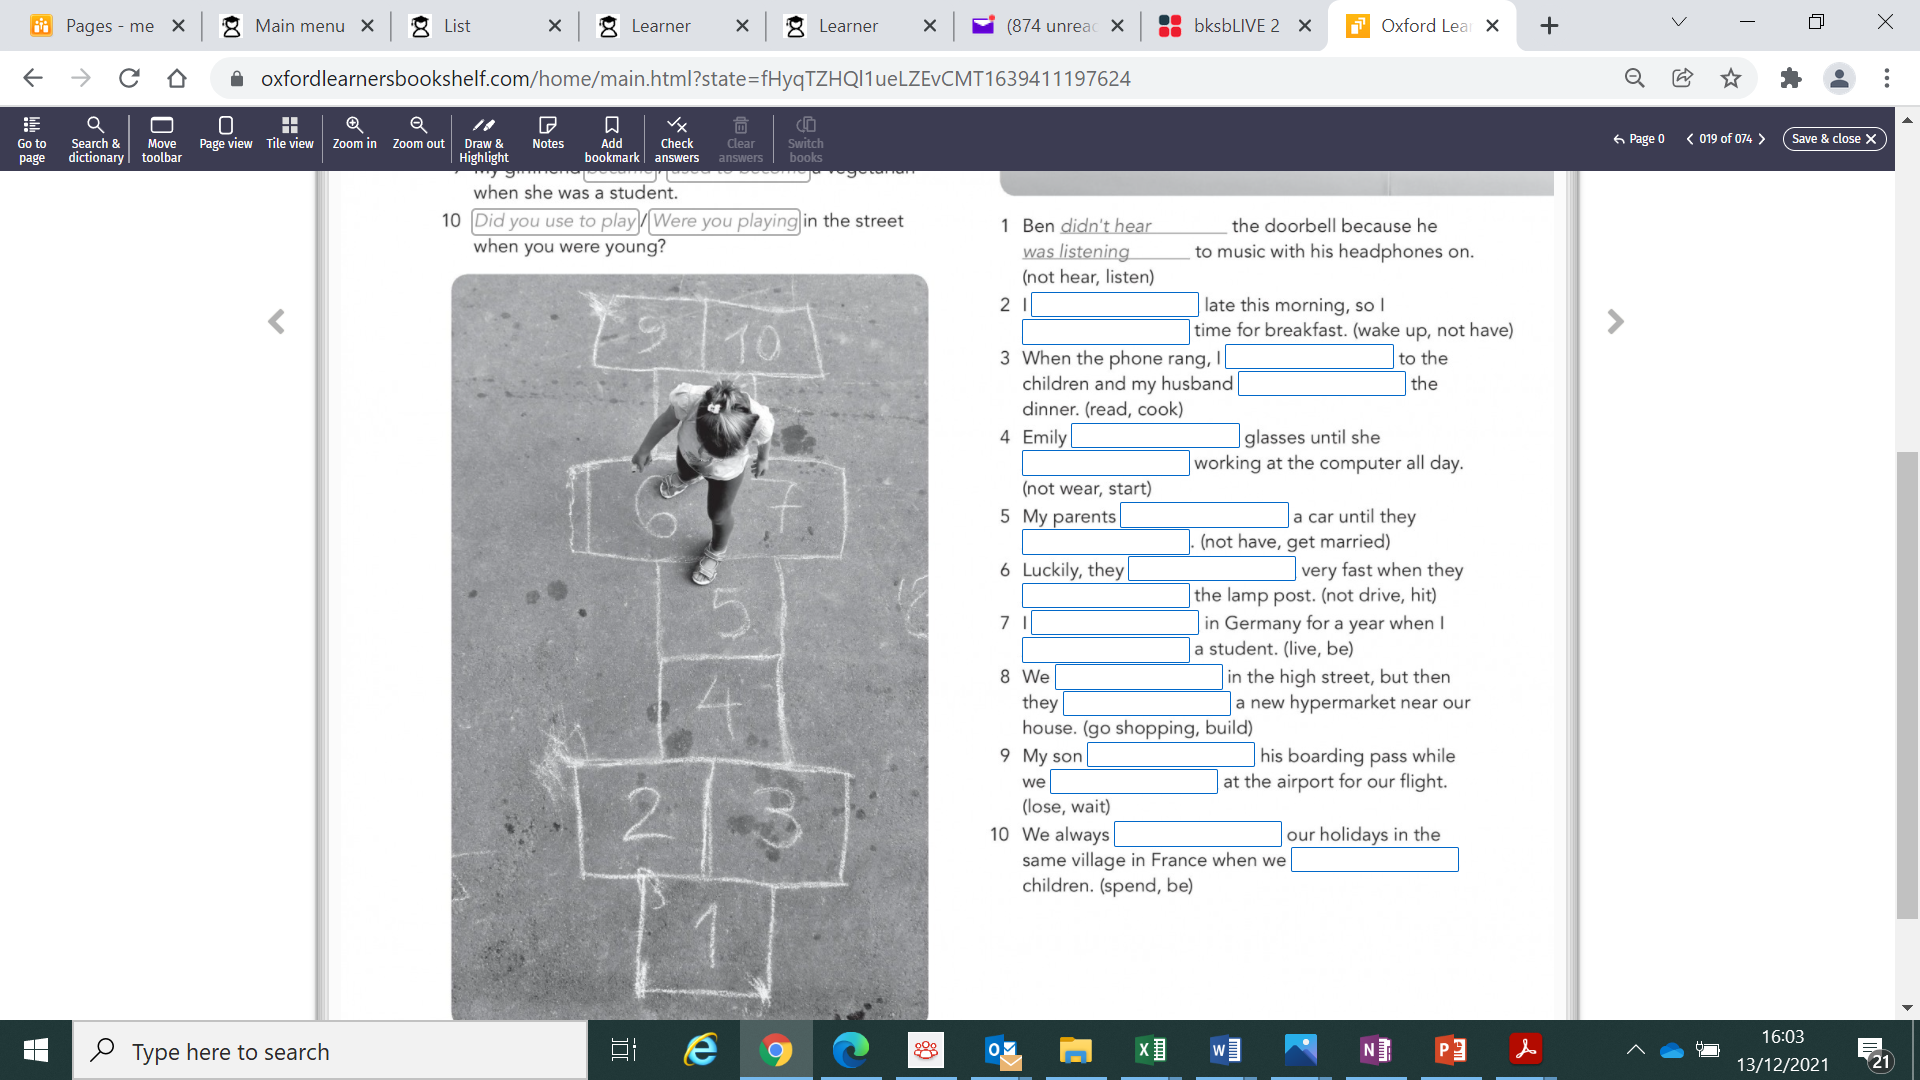 Pages - me
Main menu
List
Learner
Learner
(874 unread
bksbLIVE 2
Oxford Lear
oxfordlearnersbookshelf.com/home/main.html?state=fHyqTZHQl1ueLZEvCMT1639411197624
Go to page
Search & dictionary
Move toolbar
Page view
Tile view
Zoom in
Zoom out
Draw & Highlight
Notes
Add bookmark
Check answers
Clear answers
Switch books
Page 0
019 of 074
Save & close
My girlfriend became / used to become a vegetarian
when she was a student.
10 Did you use to play / Were you playing in the street
when you were young?
9 10
6 7
5
4
2 3
1
1 Ben didn't hear the doorbell because he
was listening to music with his headphones on.
(not hear, listen)
2 I late this morning, so I
time for breakfast. (wake up, not have)
3 When the phone rang, I to the
children and my husband the
dinner. (read, cook)
4 Emily glasses until she
working at the computer all day.
(not wear, start)
5 My parents a car until they
. (not have, get married)
6 Luckily, they very fast when they
the lamp post. (not drive, hit)
7 I in Germany for a year when I
a student. (live, be)
8 We in the high street, but then
they a new hypermarket near our
house. (go shopping, build)
9 My son his boarding pass while
we at the airport for our flight.
(lose, wait)
10 We always our holidays in the
same village in France when we
children. (spend, be)
Type here to search
16:03
13/12/2021
21